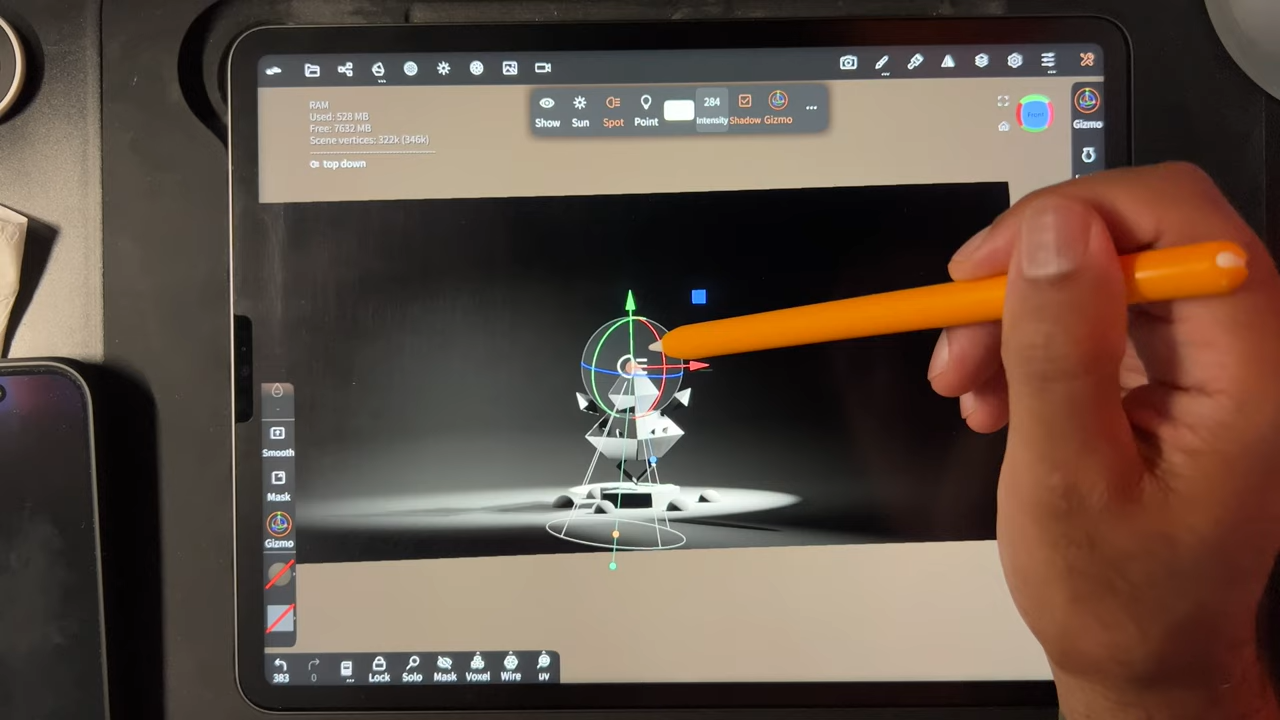 RAM
Used: 528 MB
Free: 7632 MB
Scene vertices: 322k (346k)
top down
Show
Sun
Spot
Point
284
Intensity
Shadow
Gizmo
...
Front
Gizmo
Smooth
Mask
Gizmo
383
0
Lock
Solo
Mask
Voxel
Wire
uv